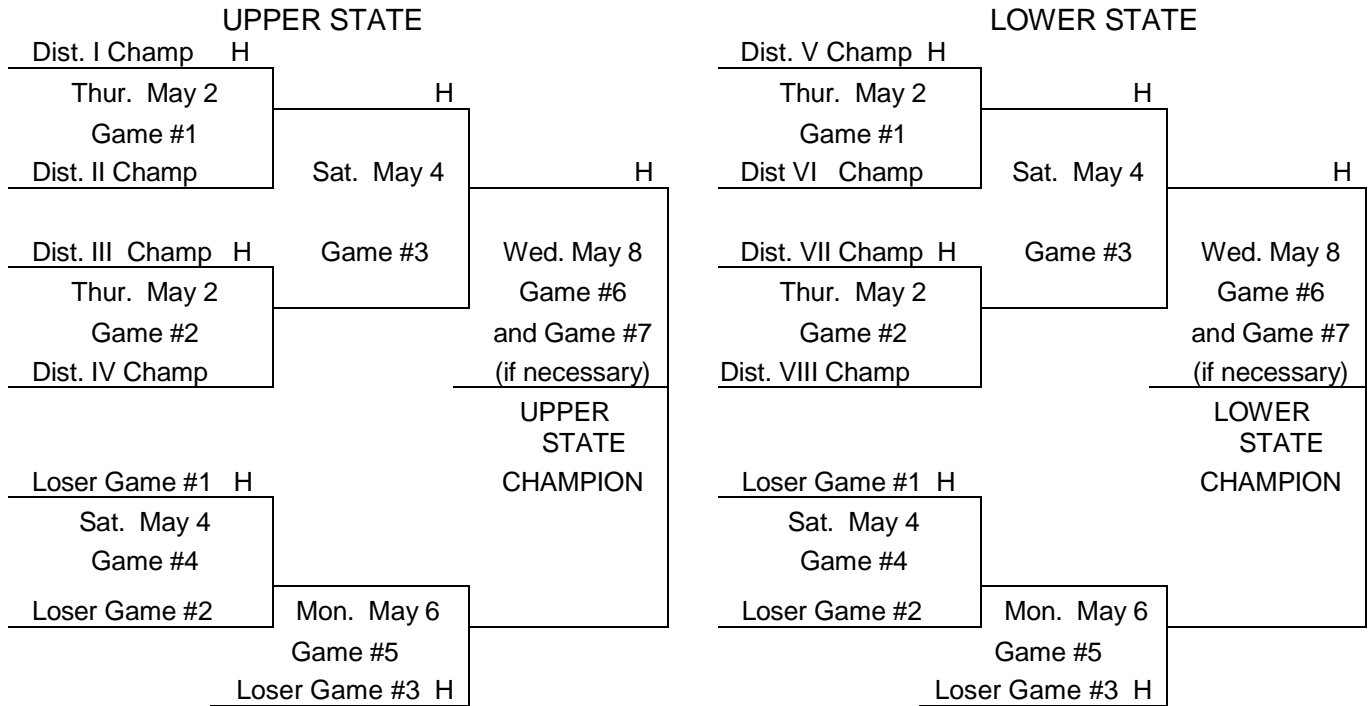 UPPER STATE
Dist. I Champ H
Thur. May 2
H
Game #1
Dist. II Champ
Sat. May 4
H
Dist. III Champ H
Game #3
Wed. May 8
Thur. May 2
Game #6
Game #2
and Game #7
Dist. IV Champ
(if necessary)
UPPER
STATE
Loser Game #1 H
CHAMPION
Sat. May 4
Game #4
Loser Game #2
Mon. May 6
Game #5
Loser Game #3 H
LOWER STATE
Dist. V Champ H
Thur. May 2
H
Game #1
Dist VI Champ
Sat. May 4
H
Dist. VII Champ H
Game #3
Wed. May 8
Thur. May 2
Game #6
Game #2
and Game #7
Dist. VIII Champ
(if necessary)
LOWER
STATE
Loser Game #1 H
CHAMPION
Sat. May 4
Game #4
Loser Game #2
Mon. May 6
Game #5
Loser Game #3 H